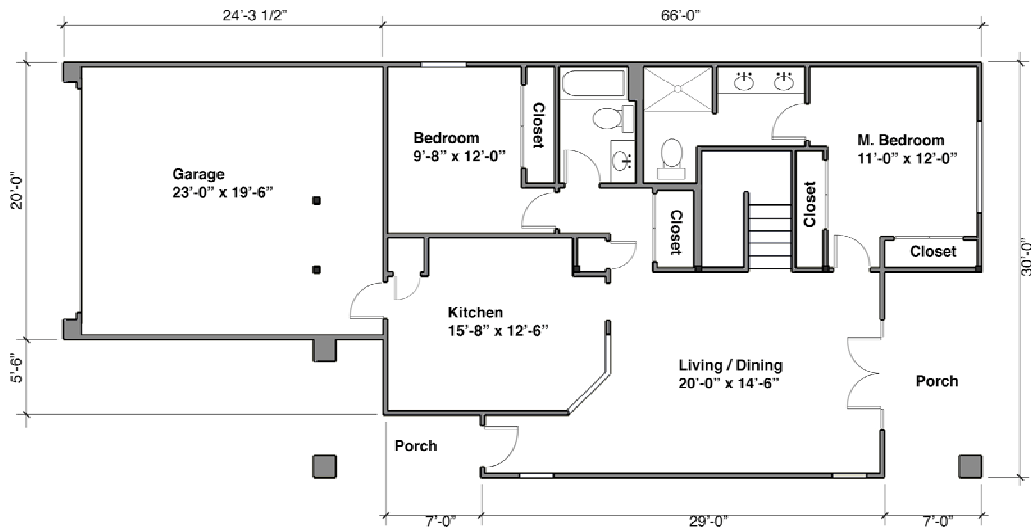 24'-3 1/2"
66'-0"
20'-0"
5'-6"
30'-0"
Garage
23'-0" x 19'-6"
Bedroom
9'-8" x 12'-0"
Closet
M. Bedroom
11'-0" x 12'-0"
Closet
Closet
Closet
Kitchen
15'-8" x 12'-6"
Living / Dining
20'-0" x 14'-6"
Porch
Porch
7'-0"
29'-0"
7'-0"